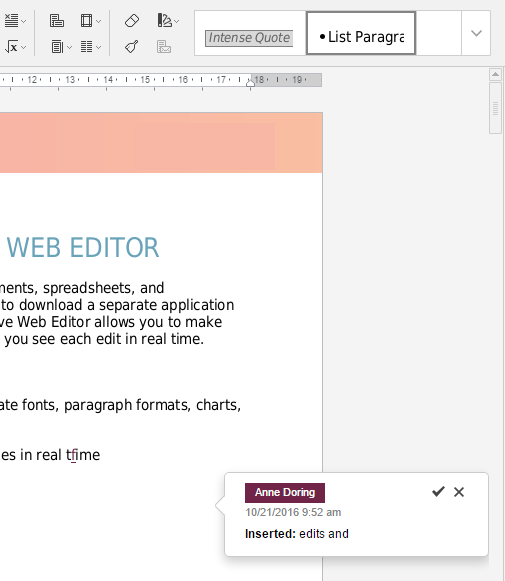 Intense Quote
• List Paragra
12 13 14 15 16 17 18 19
WEB EDITOR
ments, spreadsheets, and
to download a separate application
ve Web Editor allows you to make
you see each edit in real time.
ate fonts, paragraph formats, charts,
es in real tfime
Anne Doring
10/21/2016 9:52 am
Inserted: edits and